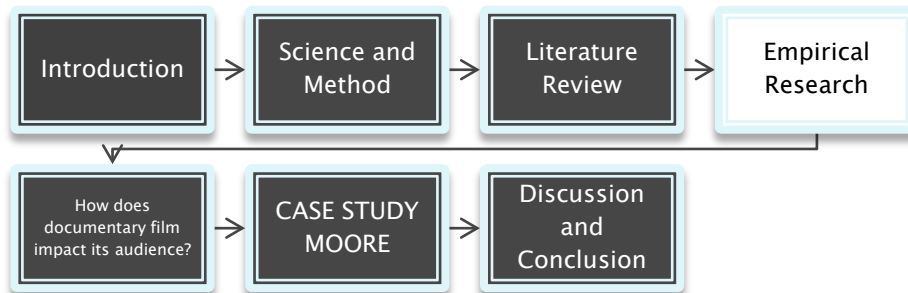 Introduction
Science and
Method
Literature
Review
Empirical
Research
How does
documentary film
impact its audience?
CASE STUDY
MOORE
Discussion
and
Conclusion